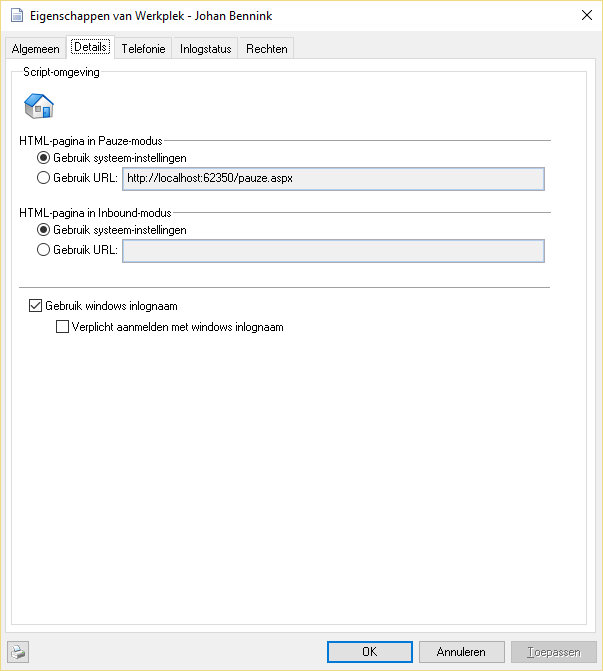 Eigenschappen van Werkplek - Johan Bennink
Algemeen Details Telefonie Inlogstatus Rechten
Script-omgeving
HTML-pagina in Pauze-modus
Gebruik systeem-instellingen
Gebruik URL: http://localhost:62350/pauze.aspx
HTML-pagina in Inbound-modus
Gebruik systeem-instellingen
Gebruik URL:
Gebruik windows inlognaam
Verplicht aanmelden met windows inlognaam
OK Annuleren Toepassen